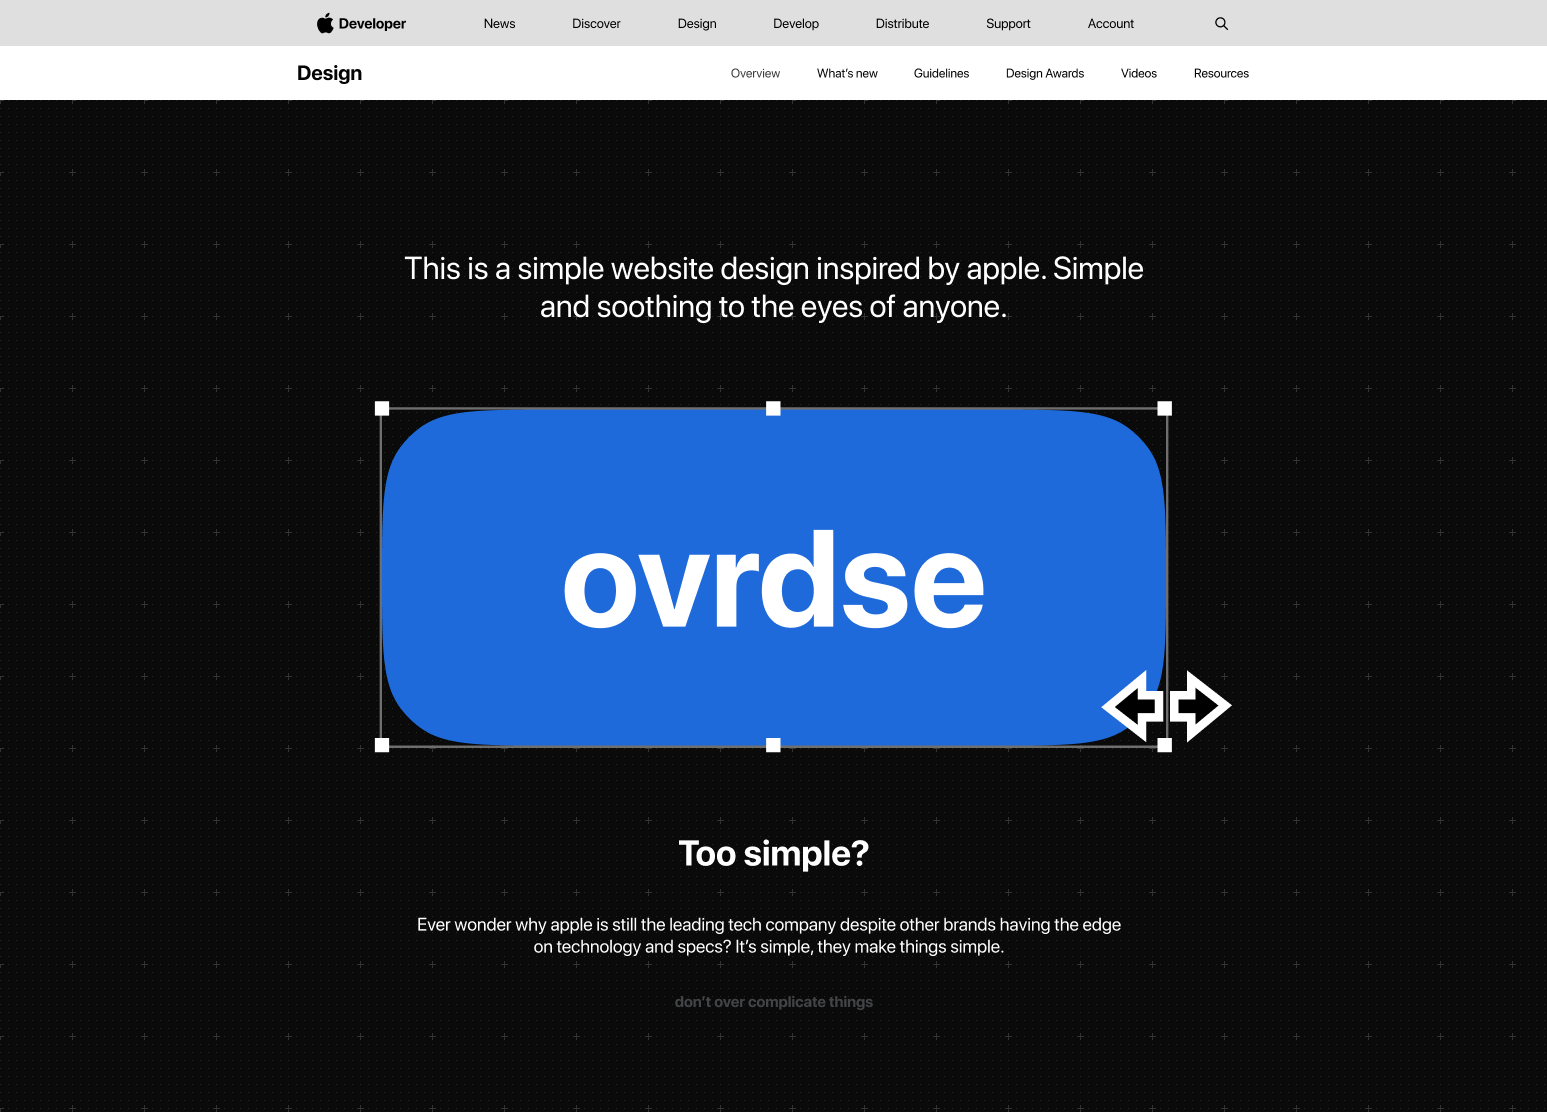 Developer News Discover Design Develop Distribute Support Account
Design Overview What's new Guidelines Design Awards Videos Resources
This is a simple website design inspired by apple. Simple
and soothing to the eyes of anyone.
ovrdse
Too simple?
Ever wonder why apple is still the leading tech company despite other brands having the edge
on technology and specs? It's simple, they make things simple.
don't over complicate things